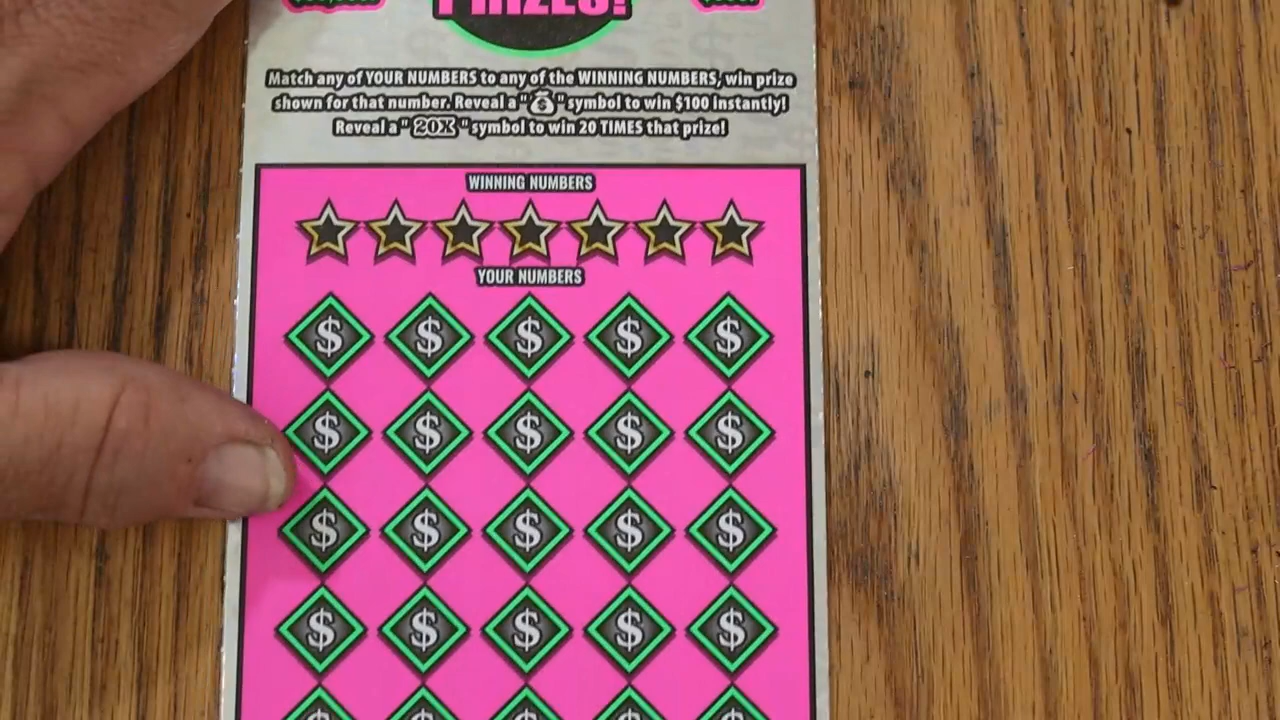 PRIZES!
Match any of YOUR NUMBERS to any of the WINNING NUMBERS, win prize
shown for that number. Reveal a " $ " symbol to win $100 instantly!
Reveal a " 20X " symbol to win 20 TIMES that prize!
WINNING NUMBERS
YOUR NUMBERS
$ $ $ $ $
$ $ $ $ $
$ $ $ $ $
$ $ $ $ $